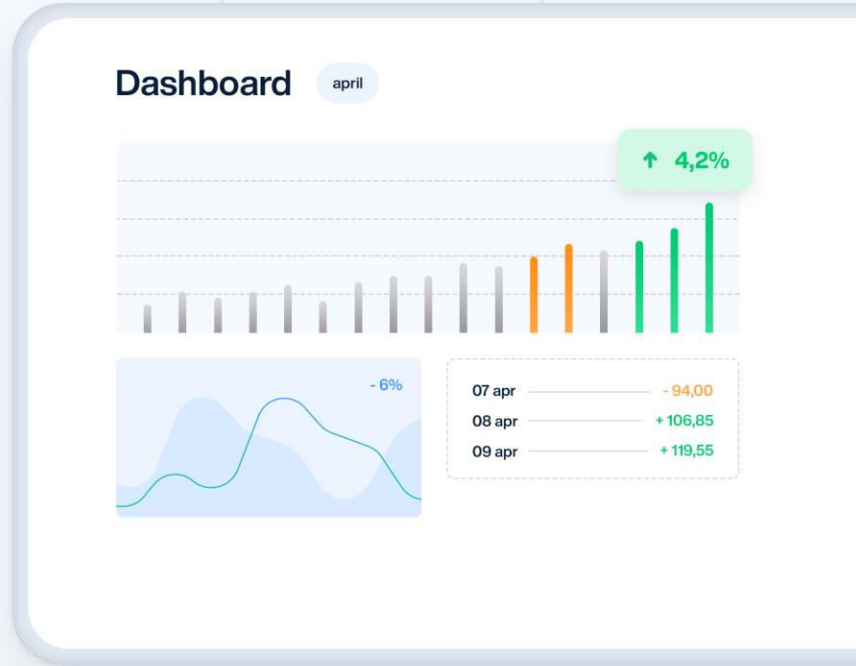 Dashboard april
↑ 4,2%
- 6%
07 apr - 94,00
08 apr + 106,85
09 apr + 119,55